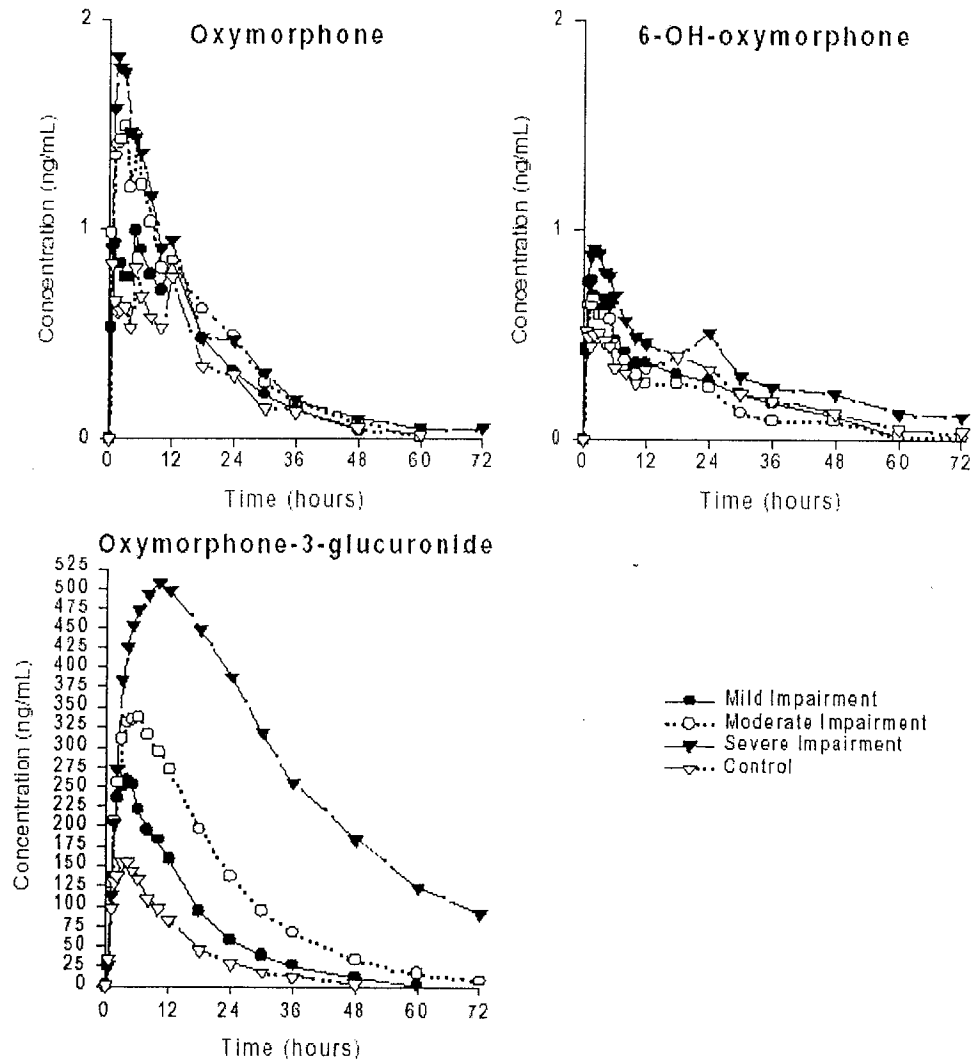 Oxymorphone
2
1
0
Concentration (ng/mL)
0 12 24 36 48 60 72
Time (hours)
6-OH-oxymorphone
2
1
0
Concentration (ng/mL)
0 12 24 36 48 60 72
Time (hours)
Oxymorphone-3-glucuronide
525
500
475
450
425
400
375
350
325
300
275
250
225
200
175
150
125
100
75
50
25
0
Concentration (ng/mL)
0 12 24 36 48 60 72
Time (hours)
Mild Impairment
Moderate Impairment
Severe Impairment
Control